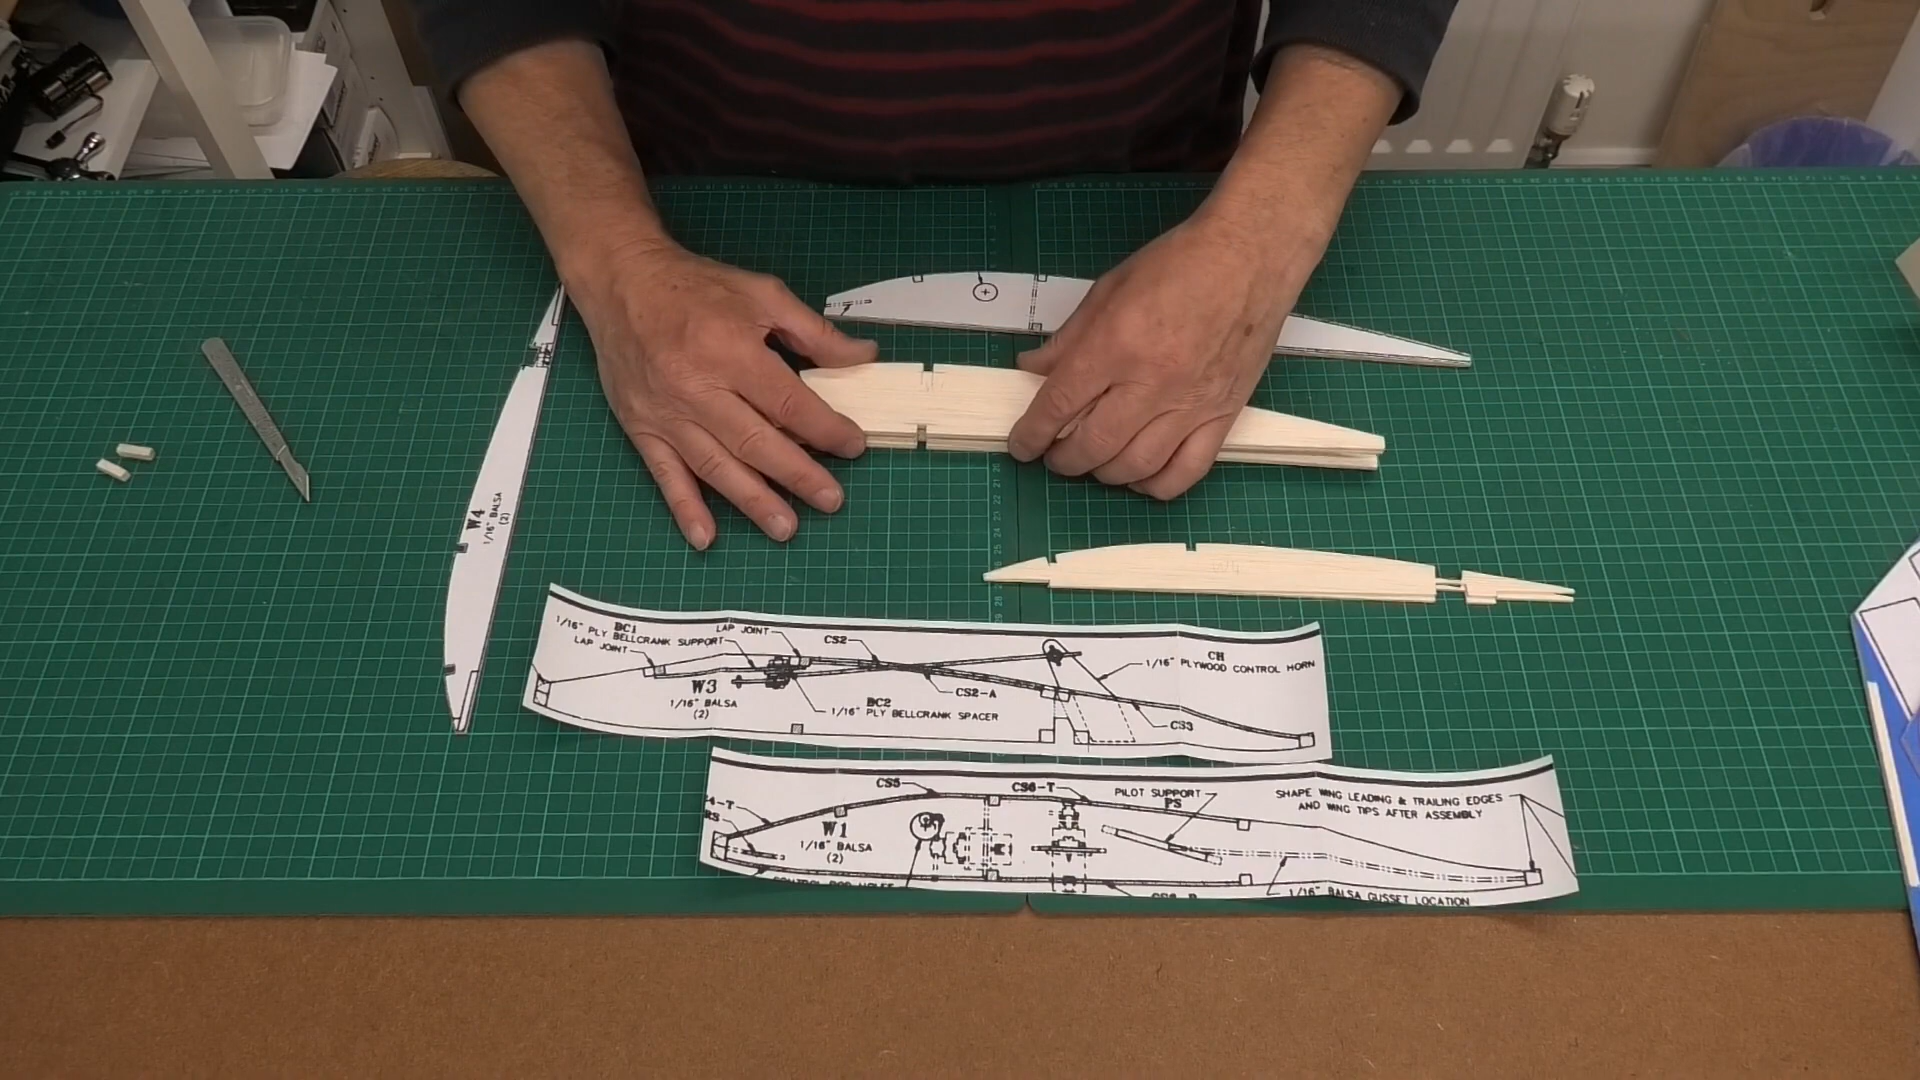 W4
1/16" BALSA
(2)
W4
BC1
1/16" PLY BELLCRANK SUPPORT
LAP JOINT
LAP JOINT
CS2
CH
1/16" PLYWOOD CONTROL HORN
W3
1/16" BALSA
(2)
BC2
1/16" PLY BELLCRANK SPACER
CS2-A
CS3
CS5
CS6-T
PILOT SUPPORT
PS
SHAPE WING LEADING & TRAILING EDGES
AND WING TIPS AFTER ASSEMBLY
4-T
RS
W1
1/16" BALSA
(2)
1/16" BALSA GUSSET LOCATION